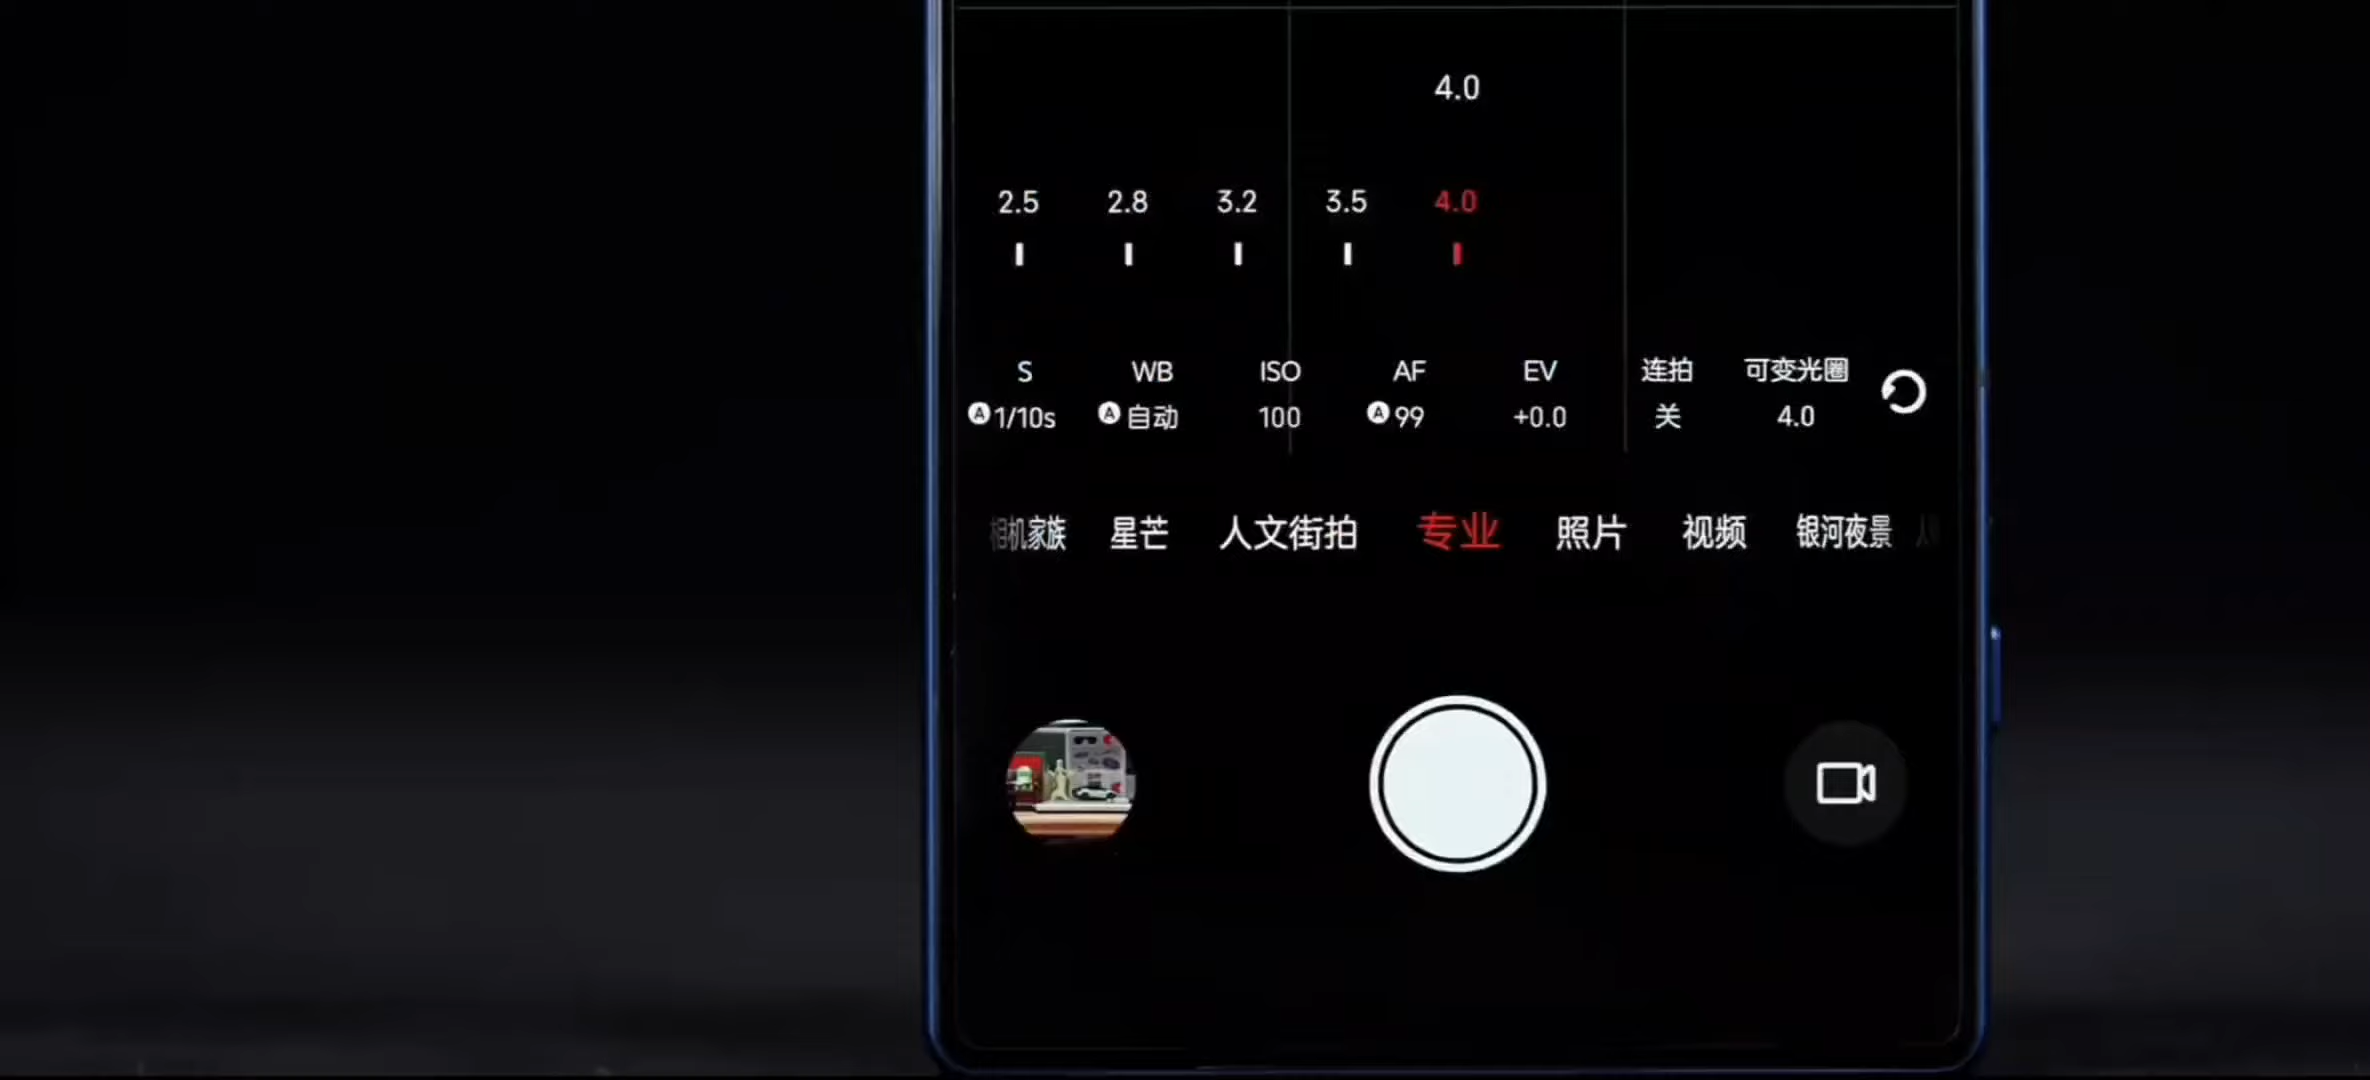 4.0
2.5 2.8 3.2 3.5 4.0
S WB ISO AF EV 连拍 可变光圈
A 1/10s A 自动 100 A 99 +0.0 关 4.0
相机家族 星芒 人文街拍 专业 照片 视频 银河夜景 人